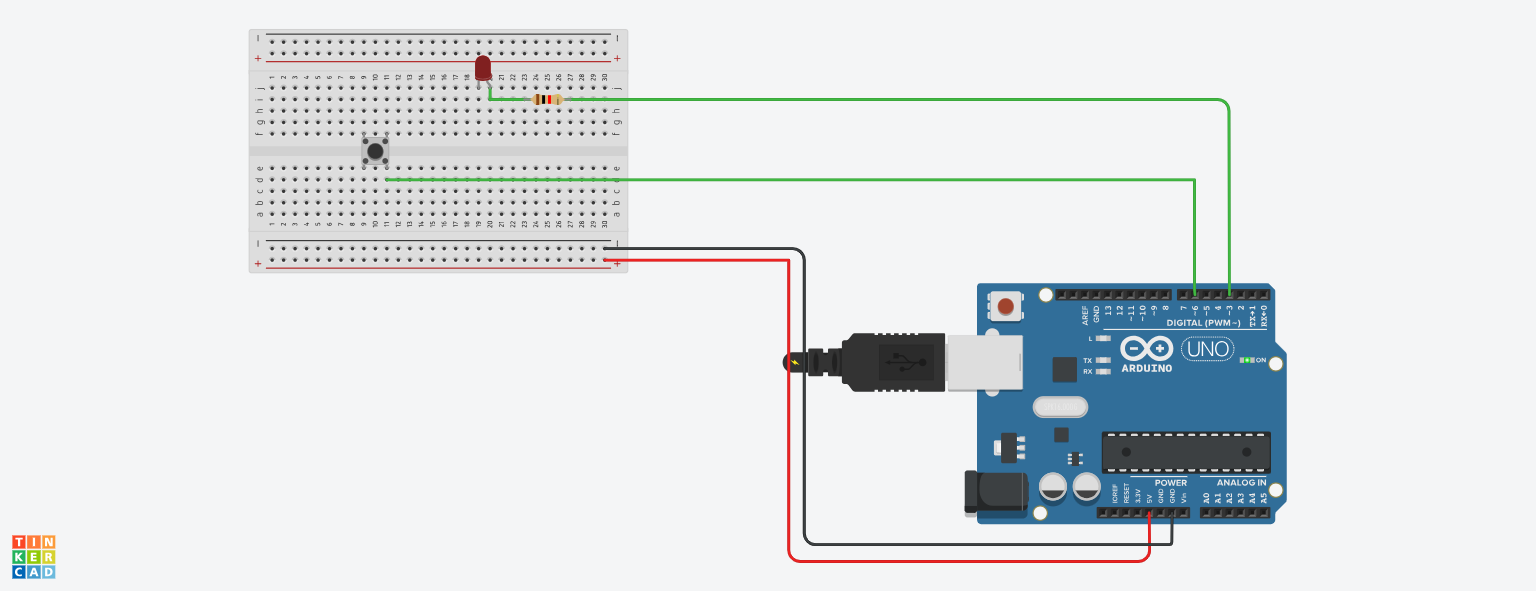 1 2 3 4 5 6 7 8 9 10 11 12 13 14 15 16 17 18 19 20 21 22 23 24 25 26 27 28 29 30
j j
i i
h h
g g
f f
e e
d d
c c
b b
a a
1 2 3 4 5 6 7 8 9 10 11 12 13 14 15 16 17 18 19 20 21 22 23 24 25 26 27 28 29 30
AREF GND 13 12 ~11 ~10 ~9 8 7 ~6 ~5 4 ~3 2 TX→1 RX←0
DIGITAL (PWM~)
L
TX
RX
UNO
ON
ARDUINO
POWER ANALOG IN
IOREF RESET 3.3V 5V GND GND Vin A0 A1 A2 A3 A4 A5
TIN
KER
CAD